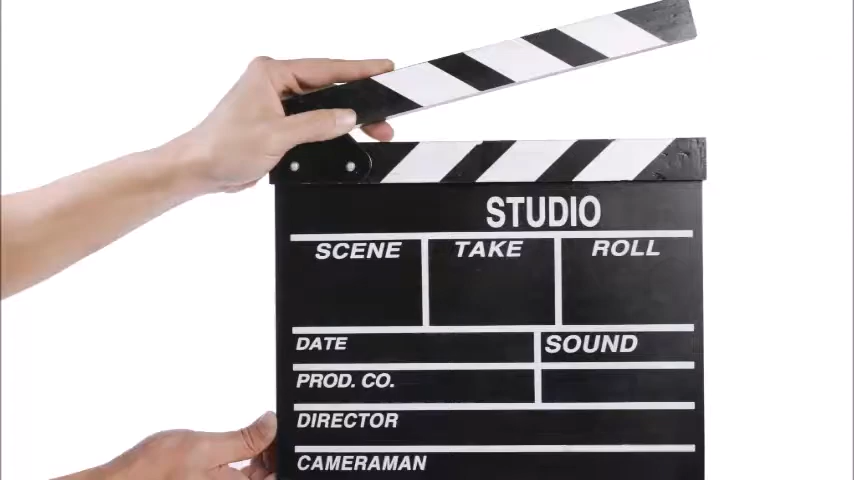 STUDIO
SCENE TAKE ROLL
DATE SOUND
PROD. CO.
DIRECTOR
CAMERAMAN